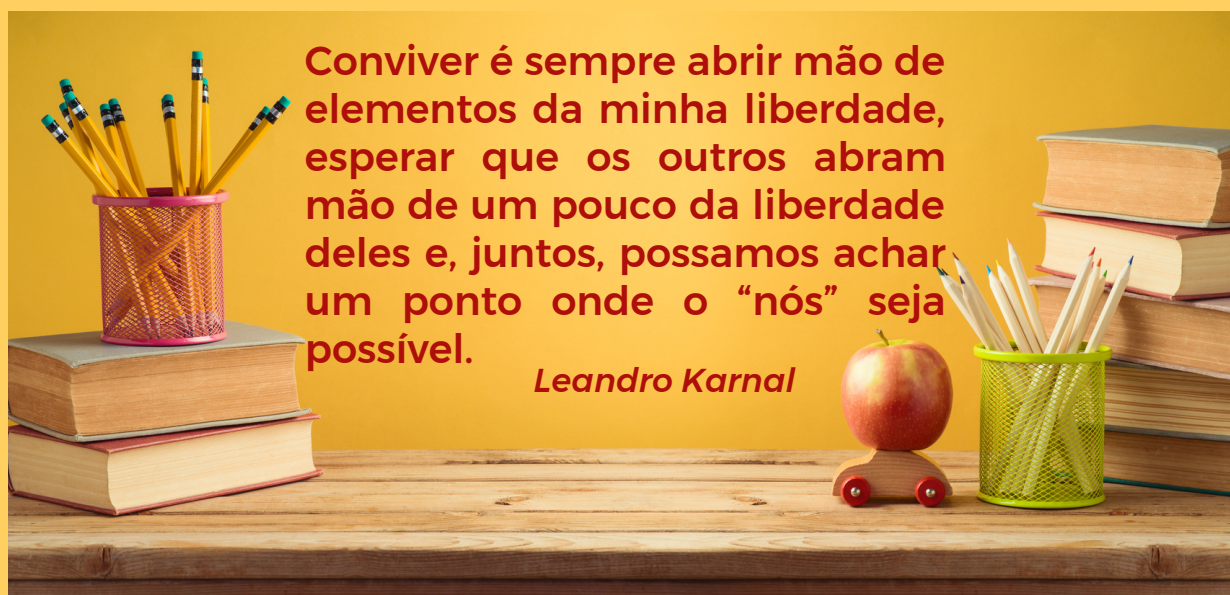 Conviver é sempre abrir mão de
elementos da minha liberdade,
esperar que os outros abram
mão de um pouco da liberdade
deles e, juntos, possamos achar
um ponto onde o “nós” seja
possível.
Leandro Karnal